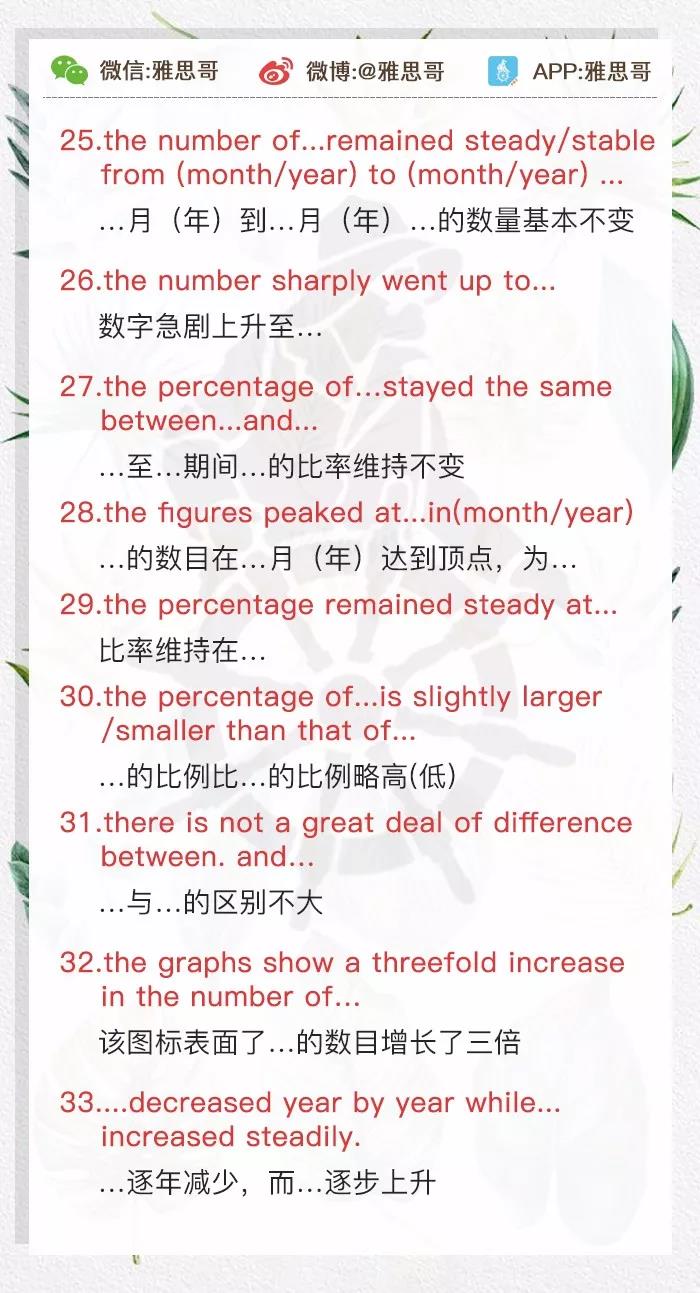 微信:雅思哥 微博:@雅思哥 APP:雅思哥
25.the number of...remained steady/stable
from (month/year) to (month/year) ...
...月（年）到...月（年）...的数量基本不变
26.the number sharply went up to...
数字急剧上升至...
27.the percentage of...stayed the same
between...and...
...至...期间...的比率维持不变
28.the figures peaked at...in(month/year)
...的数目在...月（年）达到顶点，为...
29.the percentage remained steady at...
比率维持在...
30.the percentage of...is slightly larger
/smaller than that of...
...的比例比...的比例略高(低)
31.there is not a great deal of difference
between. and...
...与...的区别不大
32.the graphs show a threefold increase
in the number of...
该图标表面了...的数目增长了三倍
33....decreased year by year while...
increased steadily.
...逐年减少，而...逐步上升